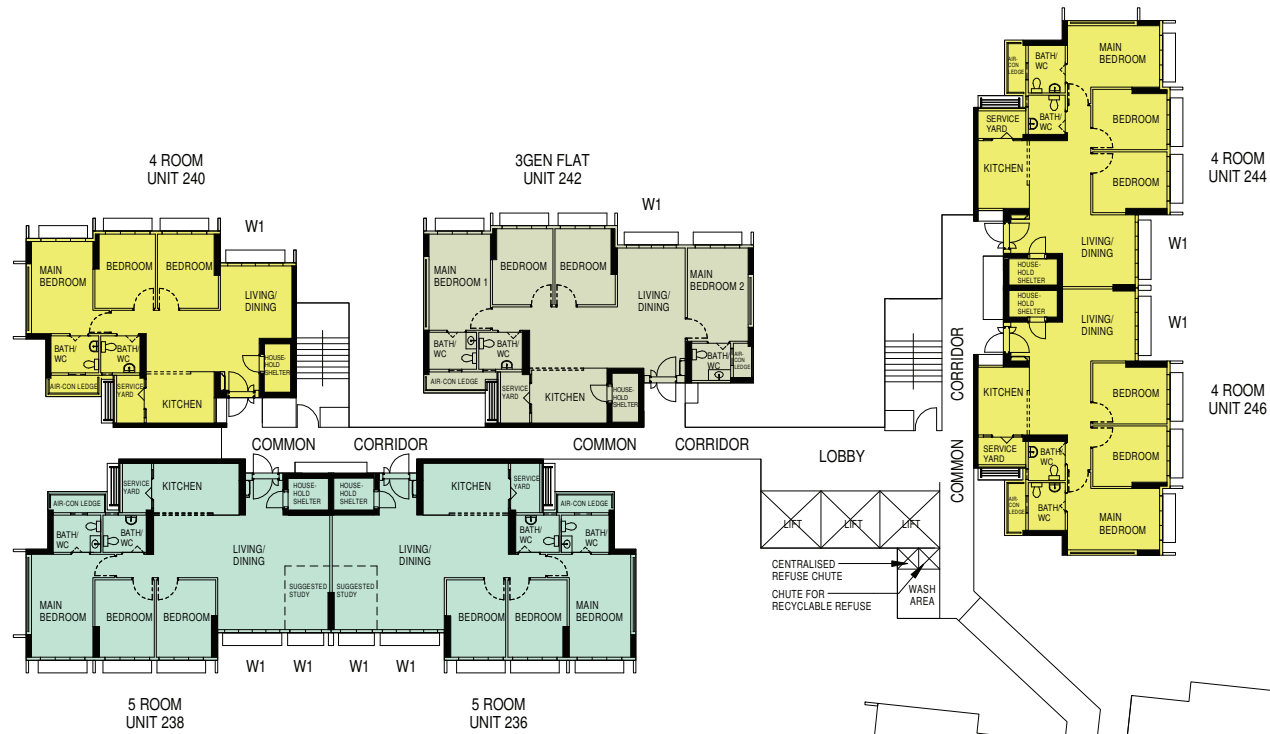 4 ROOM
UNIT 240
W1
MAIN
BEDROOM
BEDROOM
BEDROOM
LIVING/
DINING
BATH/
WC
BATH/
WC
HOUSE-
HOLD
SHELTER
AIR-CON LEDGE
SERVICE
YARD
KITCHEN
3GEN FLAT
UNIT 242
W1
MAIN
BEDROOM 1
BEDROOM
BEDROOM
LIVING/
DINING
MAIN
BEDROOM 2
BATH/
WC
BATH/
WC
BATH/
WC
AIR-
CON
LEDGE
AIR-CON LEDGE
SERVICE
YARD
KITCHEN
HOUSE-
HOLD
SHELTER
4 ROOM
UNIT 244
AIR-
CON
LEDGE
BATH/
WC
MAIN
BEDROOM
BATH/
WC
BEDROOM
SERVICE
YARD
KITCHEN
BEDROOM
W1
LIVING/
DINING
HOUSE-
HOLD
SHELTER
HOUSE-
HOLD
SHELTER
LIVING/
DINING
W1
4 ROOM
UNIT 246
KITCHEN
BEDROOM
SERVICE
YARD
BEDROOM
BATH/
WC
BATH/
WC
AIR-
CON
LEDGE
MAIN
BEDROOM
COMMON
CORRIDOR
COMMON
CORRIDOR
LOBBY
COMMON
CORRIDOR
LIFT
LIFT
LIFT
CENTRALISED
REFUSE CHUTE
CHUTE FOR
RECYCLABLE REFUSE
WASH
AREA
SERVICE
YARD
KITCHEN
HOUSE-
HOLD
SHELTER
HOUSE-
HOLD
SHELTER
KITCHEN
SERVICE
YARD
AIR-CON LEDGE
AIR-CON LEDGE
BATH/
WC
BATH/
WC
LIVING/
DINING
LIVING/
DINING
BATH/
WC
BATH/
WC
MAIN
BEDROOM
BEDROOM
BEDROOM
SUGGESTED
STUDY
SUGGESTED
STUDY
BEDROOM
BEDROOM
MAIN
BEDROOM
W1
W1
W1
W1
5 ROOM
UNIT 238
5 ROOM
UNIT 236